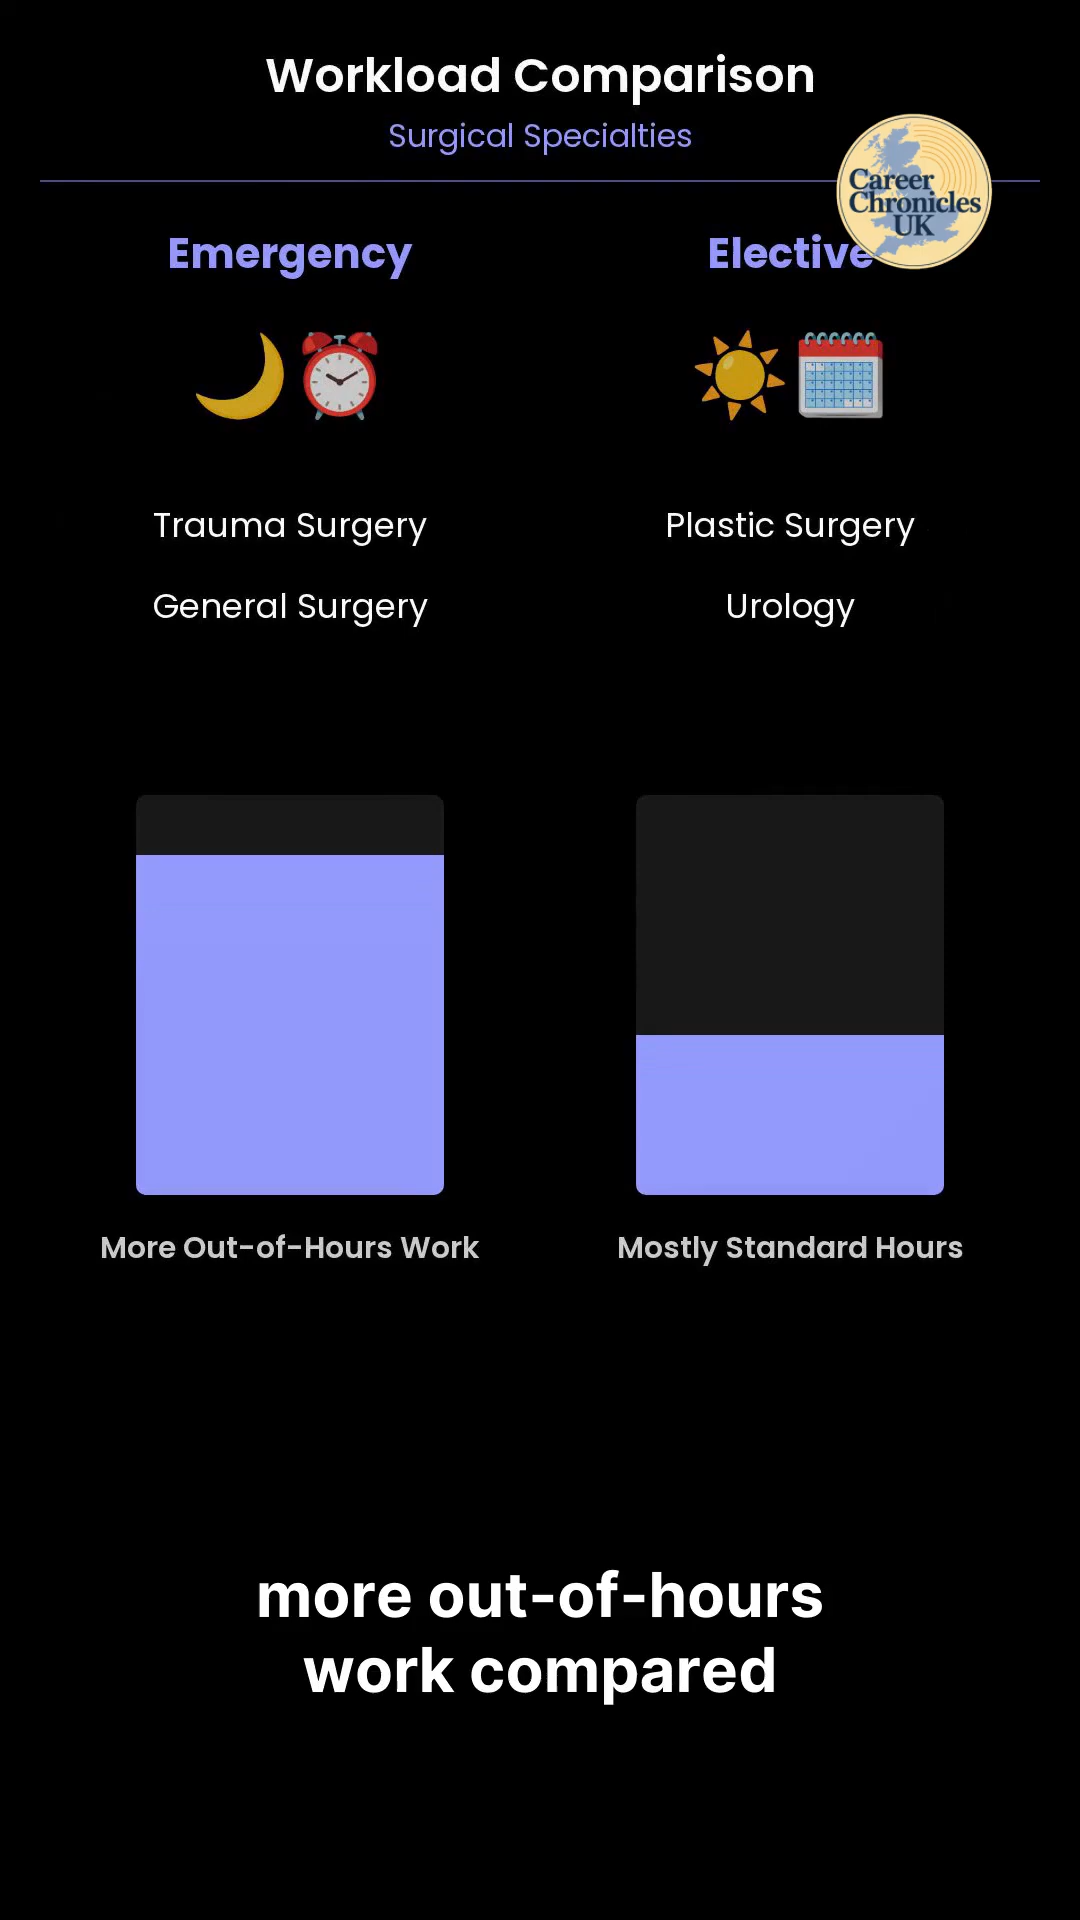 Workload Comparison
Surgical Specialties
Career
Chronicles
UK
Emergency
Elective
Trauma Surgery
Plastic Surgery
General Surgery
Urology
More Out-of-Hours Work
Mostly Standard Hours
more out-of-hours
work compared